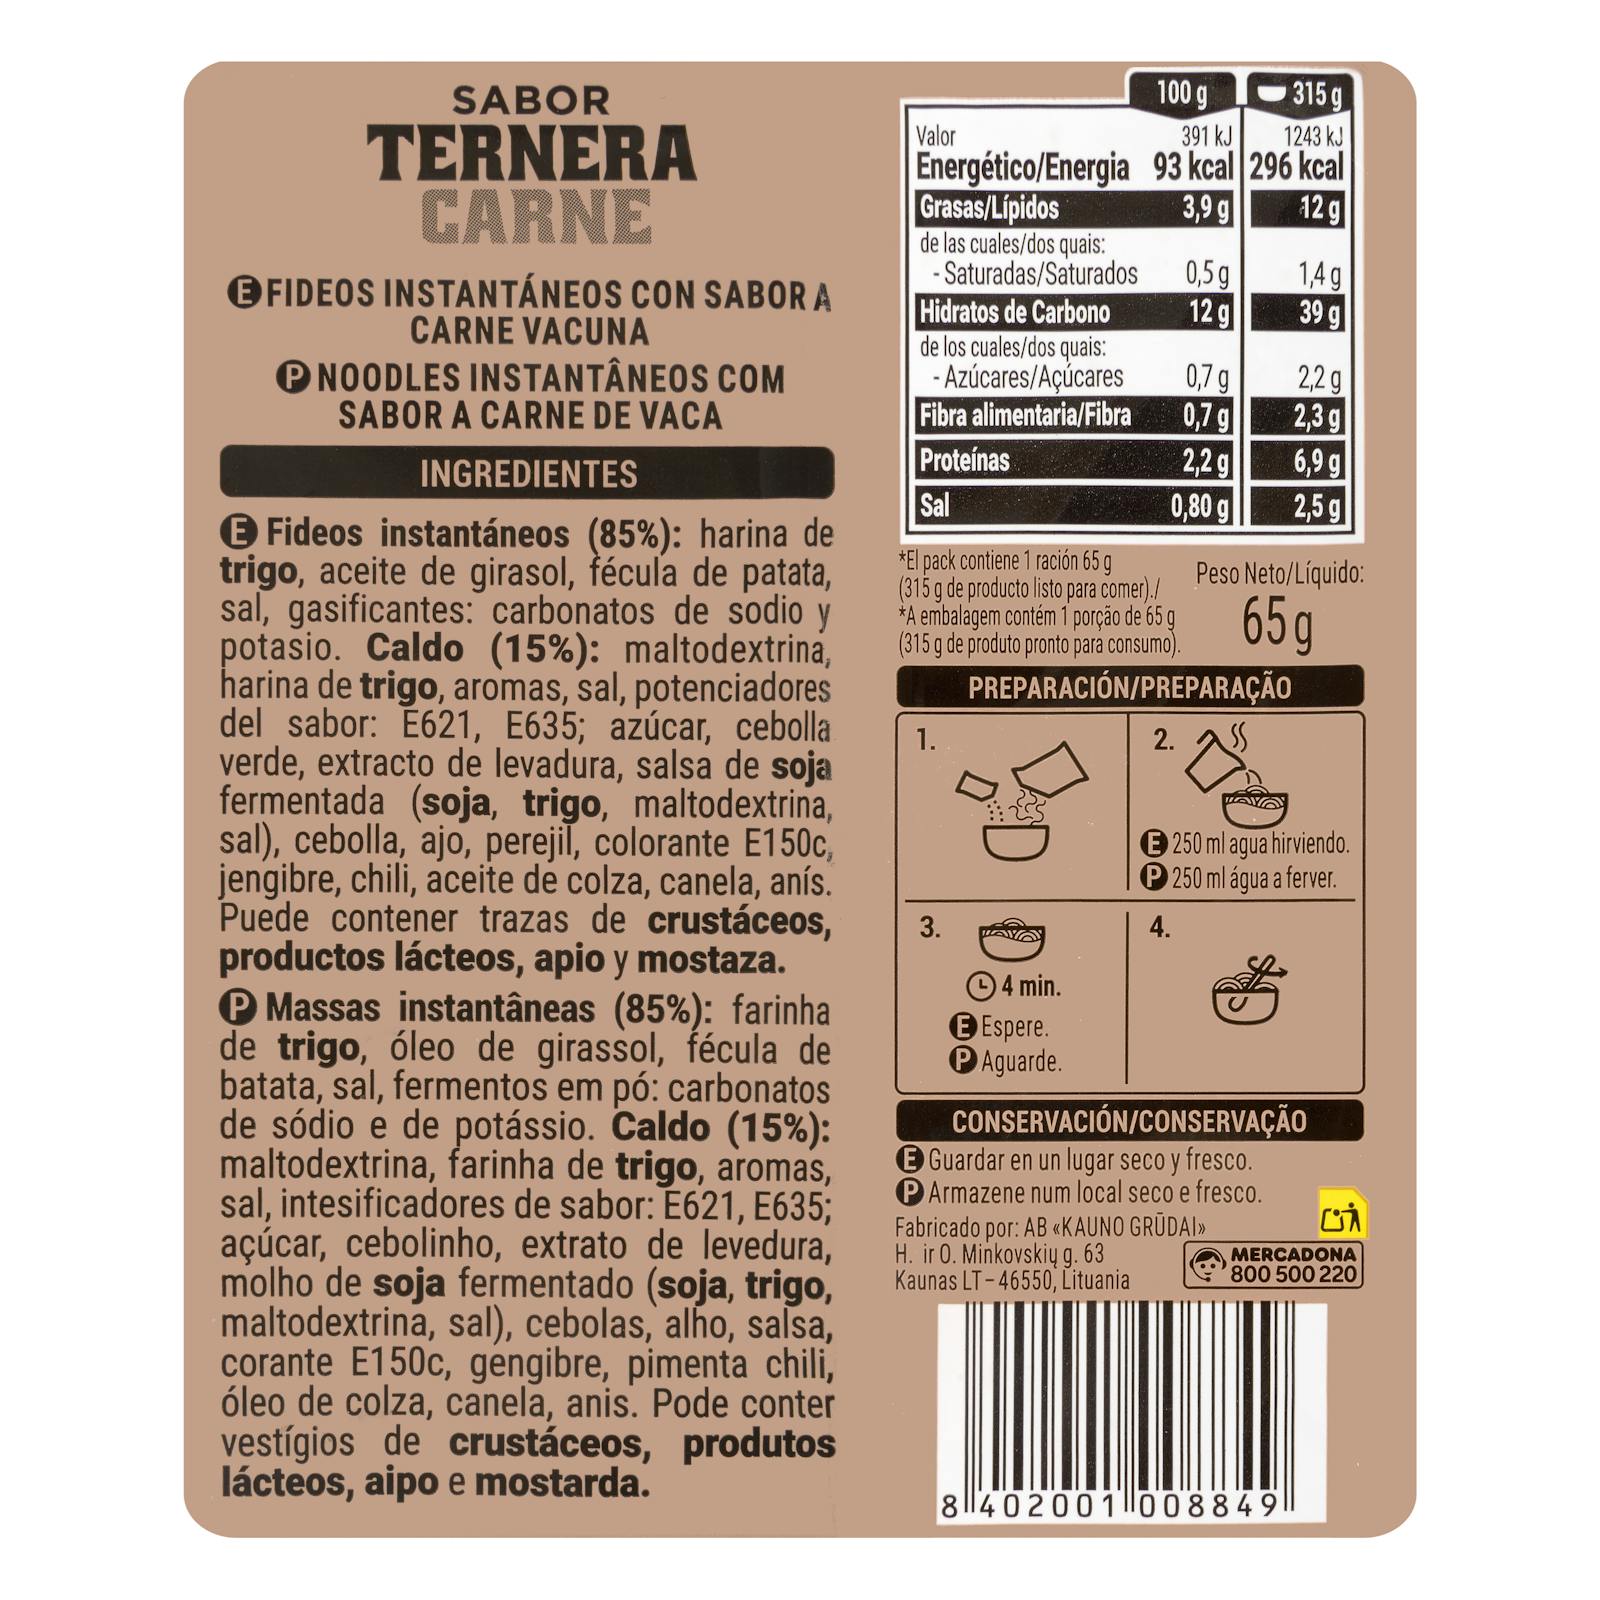 SABOR
TERNERA
CARNE
E FIDEOS INSTANTÁNEOS CON SABOR A
CARNE VACUNA
P NOODLES INSTANTÂNEOS COM
SABOR A CARNE DE VACA
INGREDIENTES
E Fideos instantáneos (85%): harina de
trigo, aceite de girasol, fécula de patata,
sal, gasificantes: carbonatos de sodio y
potasio. Caldo (15%): maltodextrina,
harina de trigo, aromas, sal, potenciadores
del sabor: E621, E635; azúcar, cebolla
verde, extracto de levadura, salsa de soja
fermentada (soja, trigo, maltodextrina,
sal), cebolla, ajo, perejil, colorante E150c,
jengibre, chili, aceite de colza, canela, anís.
Puede contener trazas de crustáceos,
productos lácteos, apio y mostaza.
P Massas instantâneas (85%): farinha
de trigo, óleo de girassol, fécula de
batata, sal, fermentos em pó: carbonatos
de sódio e de potássio. Caldo (15%):
maltodextrina, farinha de trigo, aromas,
sal, intesificadores de sabor: E621, E635;
açúcar, cebolinho, extrato de levedura,
molho de soja fermentado (soja, trigo,
maltodextrina, sal), cebolas, alho, salsa,
corante E150c, gengibre, pimenta chili,
óleo de colza, canela, anis. Pode conter
vestígios de crustáceos, produtos
lácteos, aipo e mostarda.
100 g 315 g
Valor 391 kJ 1243 kJ
Energético/Energia 93 kcal 296 kcal
Grasas/Lípidos 3,9 g 12 g
de las cuales/dos quais:
- Saturadas/Saturados 0,5 g 1,4 g
Hidratos de Carbono 12 g 39 g
de los cuales/dos quais:
- Azúcares/Açúcares 0,7 g 2,2 g
Fibra alimentaria/Fibra 0,7 g 2,3 g
Proteínas 2,2 g 6,9 g
Sal 0,80 g 2,5 g
*El pack contiene 1 ración 65 g
(315 g de producto listo para comer)./
*A embalagem contém 1 porção de 65 g
(315 g de produto pronto para consumo).
Peso Neto/Líquido:
65 g
PREPARACIÓN/PREPARAÇÃO
1.
2.
E 250 ml agua hirviendo.
P 250 ml água a ferver.
3.
4 min.
E Espere.
P Aguarde.
4.
CONSERVACIÓN/CONSERVAÇÃO
E Guardar en un lugar seco y fresco.
P Armazene num local seco e fresco.
Fabricado por: AB «KAUNO GRŪDAI»
H. ir O. Minkovskių g. 63
Kaunas LT-46550, Lituania
MERCADONA
800 500 220
8 402001 008849